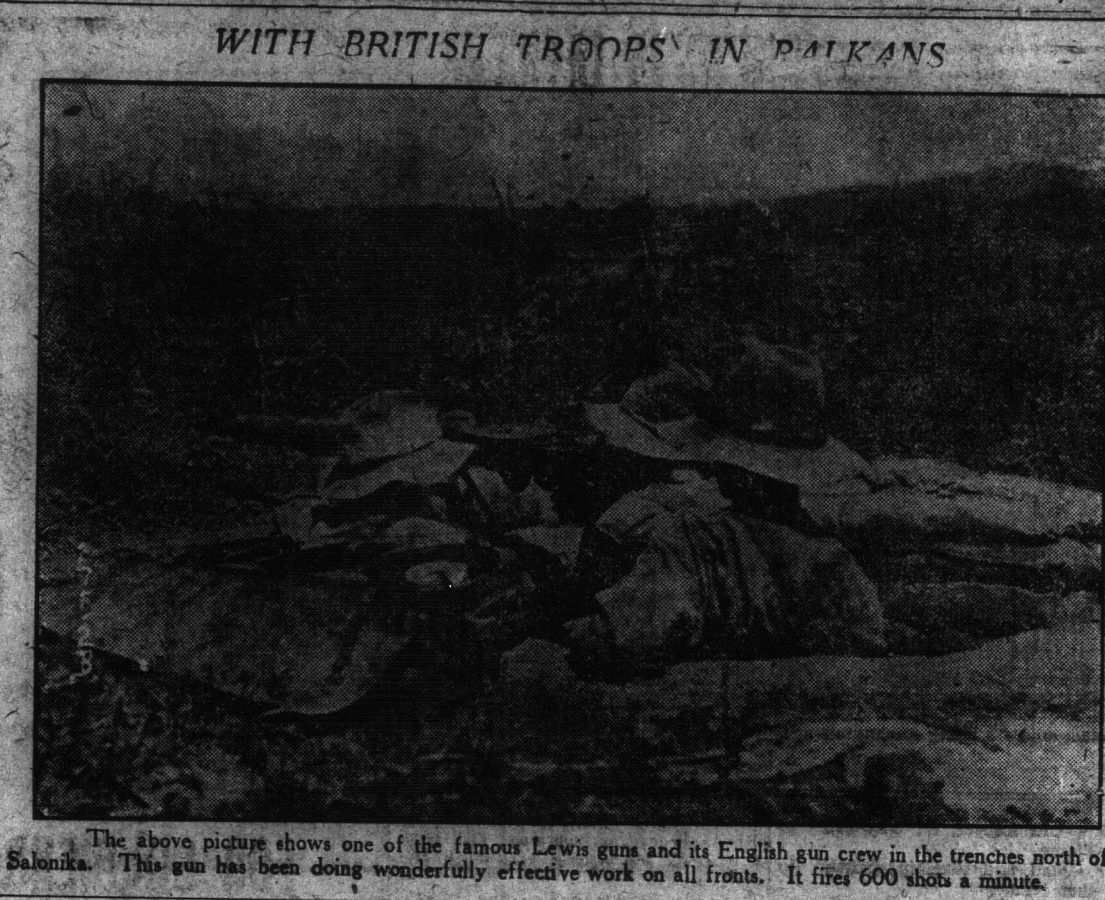 WITH BRITISH TROOPS IN BALKANS
The above picture shows one of the famous Lewis guns and its English gun crew in the trenches north of
Salonika. This gun has been doing wonderfully effective work on all fronts. It fires 600 shots a minute.